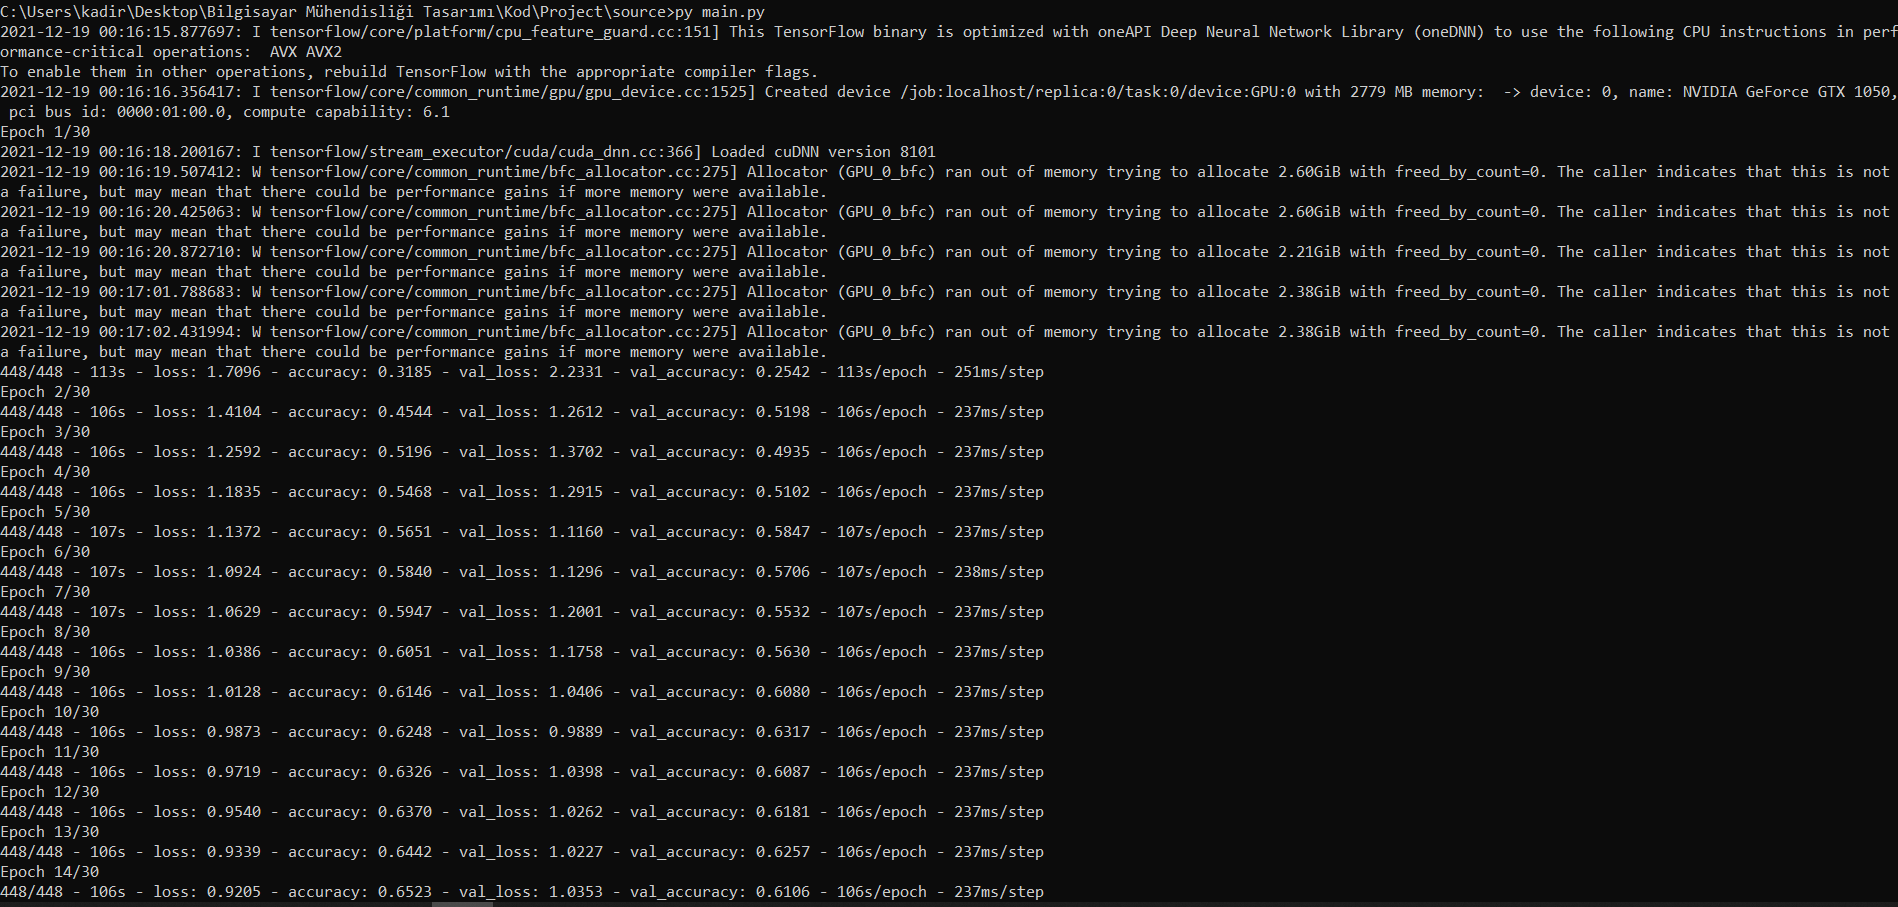 C:\Users\kadir\Desktop\Bilgisayar Mühendisliği Tasarımı\Kod\Project\source>py main.py
2021-12-19 00:16:15.877697: I tensorflow/core/platform/cpu_feature_guard.cc:151] This TensorFlow binary is optimized with oneAPI Deep Neural Network Library (oneDNN) to use the following CPU instructions in perf
ormance-critical operations:  AVX AVX2
To enable them in other operations, rebuild TensorFlow with the appropriate compiler flags.
2021-12-19 00:16:16.356417: I tensorflow/core/common_runtime/gpu/gpu_device.cc:1525] Created device /job:localhost/replica:0/task:0/device:GPU:0 with 2779 MB memory:  -> device: 0, name: NVIDIA GeForce GTX 1050,
 pci bus id: 0000:01:00.0, compute capability: 6.1
Epoch 1/30
2021-12-19 00:16:18.200167: I tensorflow/stream_executor/cuda/cuda_dnn.cc:366] Loaded cuDNN version 8101
2021-12-19 00:16:19.507412: W tensorflow/core/common_runtime/bfc_allocator.cc:275] Allocator (GPU_0_bfc) ran out of memory trying to allocate 2.60GiB with freed_by_count=0. The caller indicates that this is not
a failure, but may mean that there could be performance gains if more memory were available.
2021-12-19 00:16:20.425063: W tensorflow/core/common_runtime/bfc_allocator.cc:275] Allocator (GPU_0_bfc) ran out of memory trying to allocate 2.60GiB with freed_by_count=0. The caller indicates that this is not
a failure, but may mean that there could be performance gains if more memory were available.
2021-12-19 00:16:20.872710: W tensorflow/core/common_runtime/bfc_allocator.cc:275] Allocator (GPU_0_bfc) ran out of memory trying to allocate 2.21GiB with freed_by_count=0. The caller indicates that this is not
a failure, but may mean that there could be performance gains if more memory were available.
2021-12-19 00:17:01.788683: W tensorflow/core/common_runtime/bfc_allocator.cc:275] Allocator (GPU_0_bfc) ran out of memory trying to allocate 2.38GiB with freed_by_count=0. The caller indicates that this is not
a failure, but may mean that there could be performance gains if more memory were available.
2021-12-19 00:17:02.431994: W tensorflow/core/common_runtime/bfc_allocator.cc:275] Allocator (GPU_0_bfc) ran out of memory trying to allocate 2.38GiB with freed_by_count=0. The caller indicates that this is not
a failure, but may mean that there could be performance gains if more memory were available.
448/448 - 113s - loss: 1.7096 - accuracy: 0.3185 - val_loss: 2.2331 - val_accuracy: 0.2542 - 113s/epoch - 251ms/step
Epoch 2/30
448/448 - 106s - loss: 1.4104 - accuracy: 0.4544 - val_loss: 1.2612 - val_accuracy: 0.5198 - 106s/epoch - 237ms/step
Epoch 3/30
448/448 - 106s - loss: 1.2592 - accuracy: 0.5196 - val_loss: 1.3702 - val_accuracy: 0.4935 - 106s/epoch - 237ms/step
Epoch 4/30
448/448 - 106s - loss: 1.1835 - accuracy: 0.5468 - val_loss: 1.2915 - val_accuracy: 0.5102 - 106s/epoch - 237ms/step
Epoch 5/30
448/448 - 107s - loss: 1.1372 - accuracy: 0.5651 - val_loss: 1.1160 - val_accuracy: 0.5847 - 107s/epoch - 237ms/step
Epoch 6/30
448/448 - 107s - loss: 1.0924 - accuracy: 0.5840 - val_loss: 1.1296 - val_accuracy: 0.5706 - 107s/epoch - 238ms/step
Epoch 7/30
448/448 - 107s - loss: 1.0629 - accuracy: 0.5947 - val_loss: 1.2001 - val_accuracy: 0.5532 - 107s/epoch - 237ms/step
Epoch 8/30
448/448 - 106s - loss: 1.0386 - accuracy: 0.6051 - val_loss: 1.1758 - val_accuracy: 0.5630 - 106s/epoch - 237ms/step
Epoch 9/30
448/448 - 106s - loss: 1.0128 - accuracy: 0.6146 - val_loss: 1.0406 - val_accuracy: 0.6080 - 106s/epoch - 237ms/step
Epoch 10/30
448/448 - 106s - loss: 0.9873 - accuracy: 0.6248 - val_loss: 0.9889 - val_accuracy: 0.6317 - 106s/epoch - 237ms/step
Epoch 11/30
448/448 - 106s - loss: 0.9719 - accuracy: 0.6326 - val_loss: 1.0398 - val_accuracy: 0.6087 - 106s/epoch - 237ms/step
Epoch 12/30
448/448 - 106s - loss: 0.9540 - accuracy: 0.6370 - val_loss: 1.0262 - val_accuracy: 0.6181 - 106s/epoch - 237ms/step
Epoch 13/30
448/448 - 106s - loss: 0.9339 - accuracy: 0.6442 - val_loss: 1.0227 - val_accuracy: 0.6257 - 106s/epoch - 237ms/step
Epoch 14/30
448/448 - 106s - loss: 0.9205 - accuracy: 0.6523 - val_loss: 1.0353 - val_accuracy: 0.6106 - 106s/epoch - 237ms/step